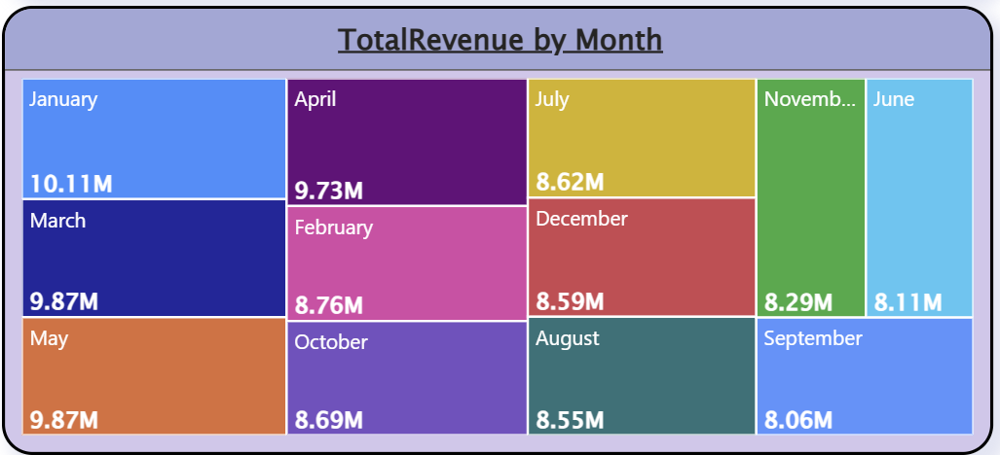 TotalRevenue by Month
January
10.11M
March
9.87M
May
9.87M
April
9.73M
February
8.76M
October
8.69M
July
8.62M
December
8.59M
August
8.55M
Novemb...
8.29M
June
8.11M
September
8.06M